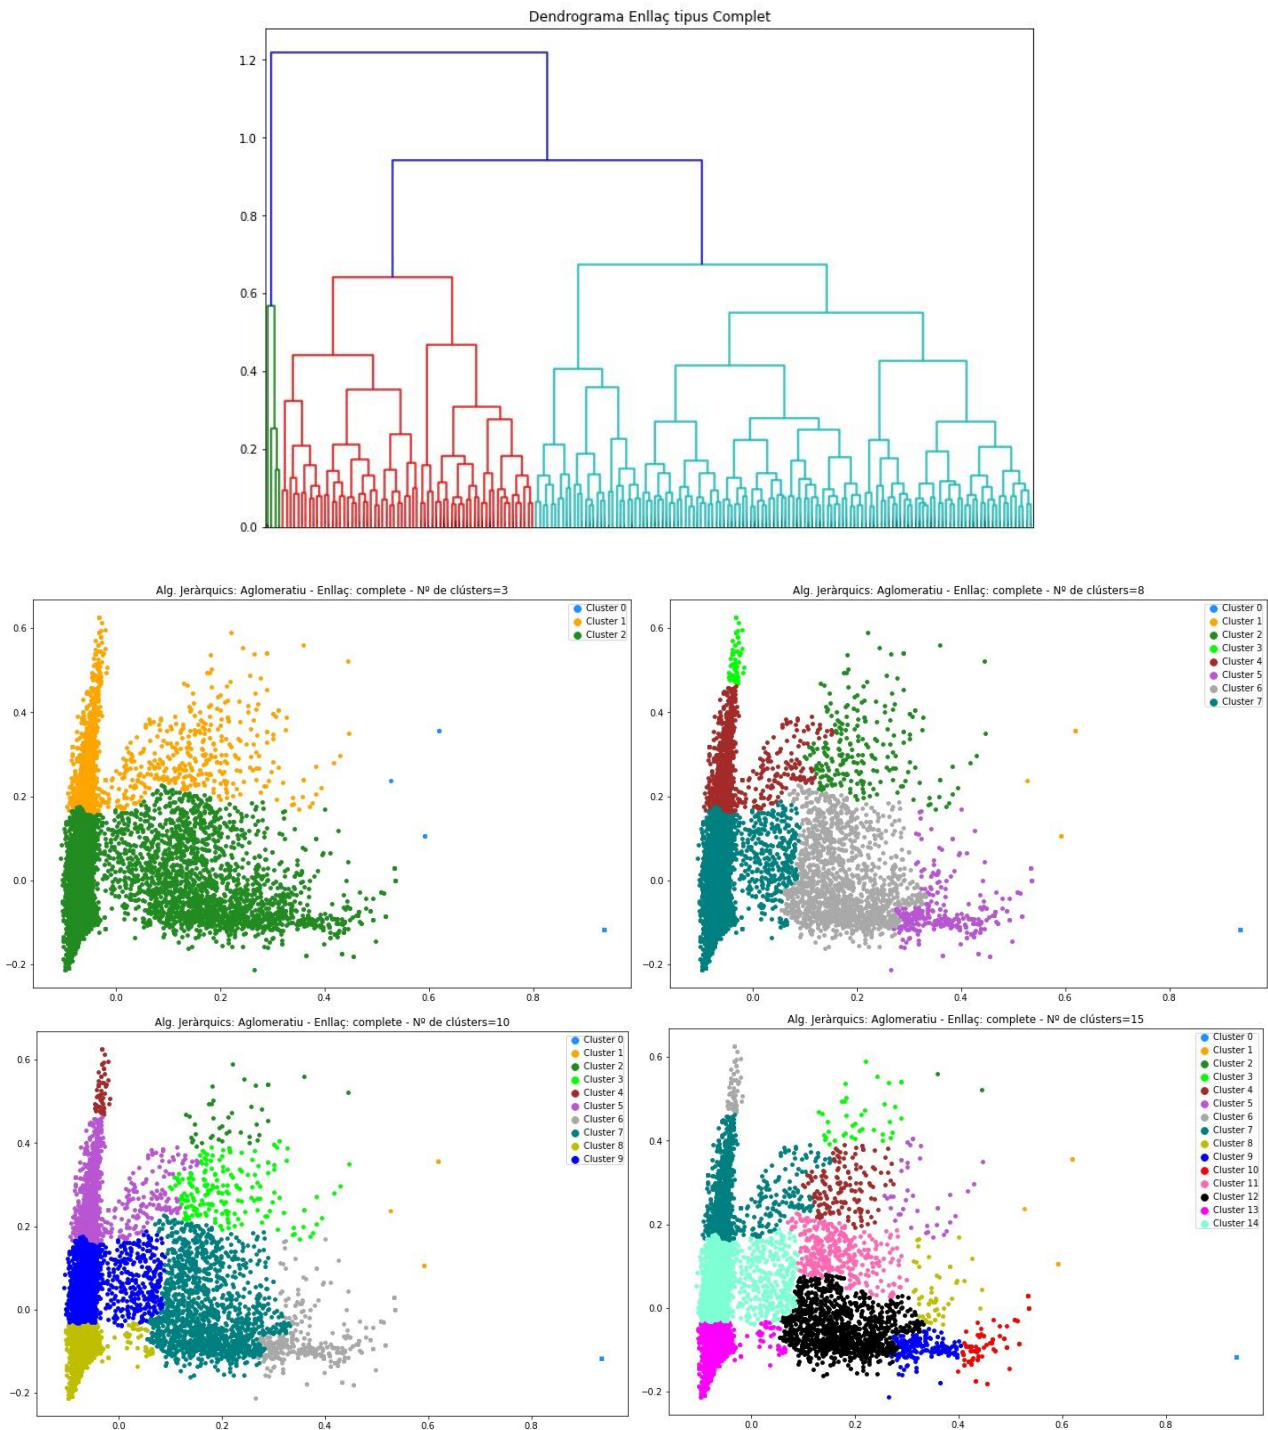 Dendrograma Enllaç tipus Complet
1.2
1.0
0.8
0.6
0.4
0.2
0.0
Alg. Jeràrquics: Aglomeratiu - Enllaç: complete - Nº de clústers=3
Cluster 0
Cluster 1
Cluster 2
0.6
0.4
0.2
0.0
−0.2
0.0 0.2 0.4 0.6 0.8
Alg. Jeràrquics: Aglomeratiu - Enllaç: complete - Nº de clústers=8
Cluster 0
Cluster 1
Cluster 2
Cluster 3
Cluster 4
Cluster 5
Cluster 6
Cluster 7
0.6
0.4
0.2
0.0
−0.2
0.0 0.2 0.4 0.6 0.8
Alg. Jeràrquics: Aglomeratiu - Enllaç: complete - Nº de clústers=10
Cluster 0
Cluster 1
Cluster 2
Cluster 3
Cluster 4
Cluster 5
Cluster 6
Cluster 7
Cluster 8
Cluster 9
0.6
0.4
0.2
0.0
−0.2
0.0 0.2 0.4 0.6 0.8
Alg. Jeràrquics: Aglomeratiu - Enllaç: complete - Nº de clústers=15
Cluster 0
Cluster 1
Cluster 2
Cluster 3
Cluster 4
Cluster 5
Cluster 6
Cluster 7
Cluster 8
Cluster 9
Cluster 10
Cluster 11
Cluster 12
Cluster 13
Cluster 14
0.6
0.4
0.2
0.0
−0.2
0.0 0.2 0.4 0.6 0.8